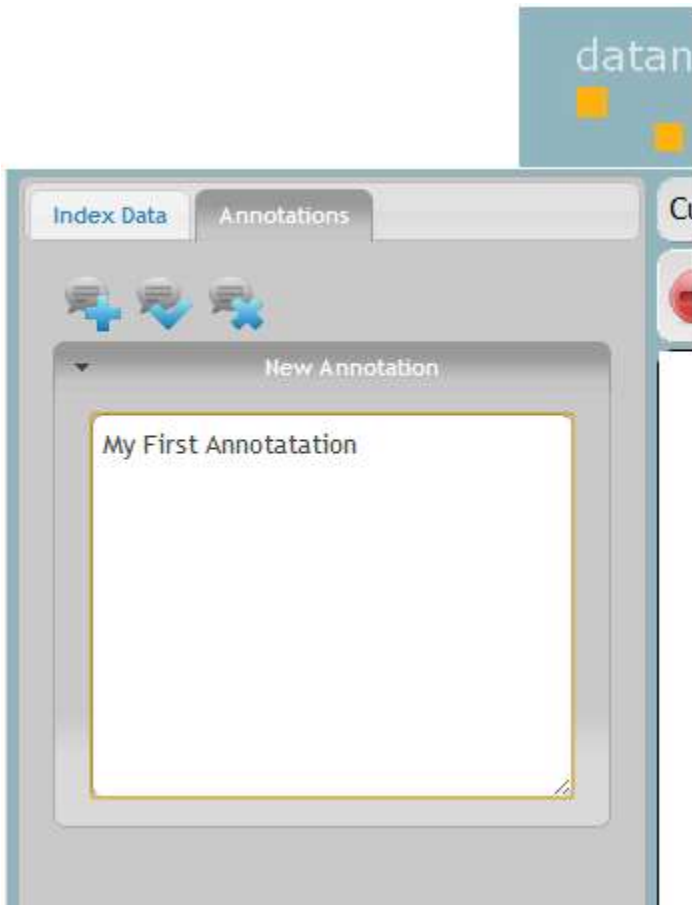 datan
Index Data
Annotations
Cu
New Annotation
My First Annotatation